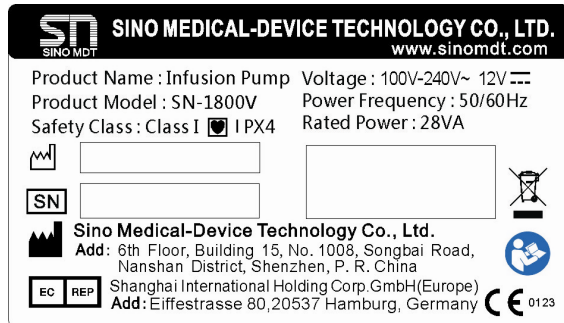 SINO MDT
SINO MEDICAL-DEVICE TECHNOLOGY CO., LTD.
www.sinomdt.com
Product Name : Infusion Pump
Product Model : SN-1800V
Safety Class : Class I IPX4
Voltage : 100V-240V~ 12V
Power Frequency : 50/60Hz
Rated Power : 28VA
SN
Sino Medical-Device Technology Co., Ltd.
Add: 6th Floor, Building 15, No. 1008, Songbai Road,
Nanshan District, Shenzhen, P. R. China
EC REP
Shanghai International Holding Corp.GmbH(Europe)
Add: Eiffestrasse 80,20537 Hamburg, Germany
CE 0123